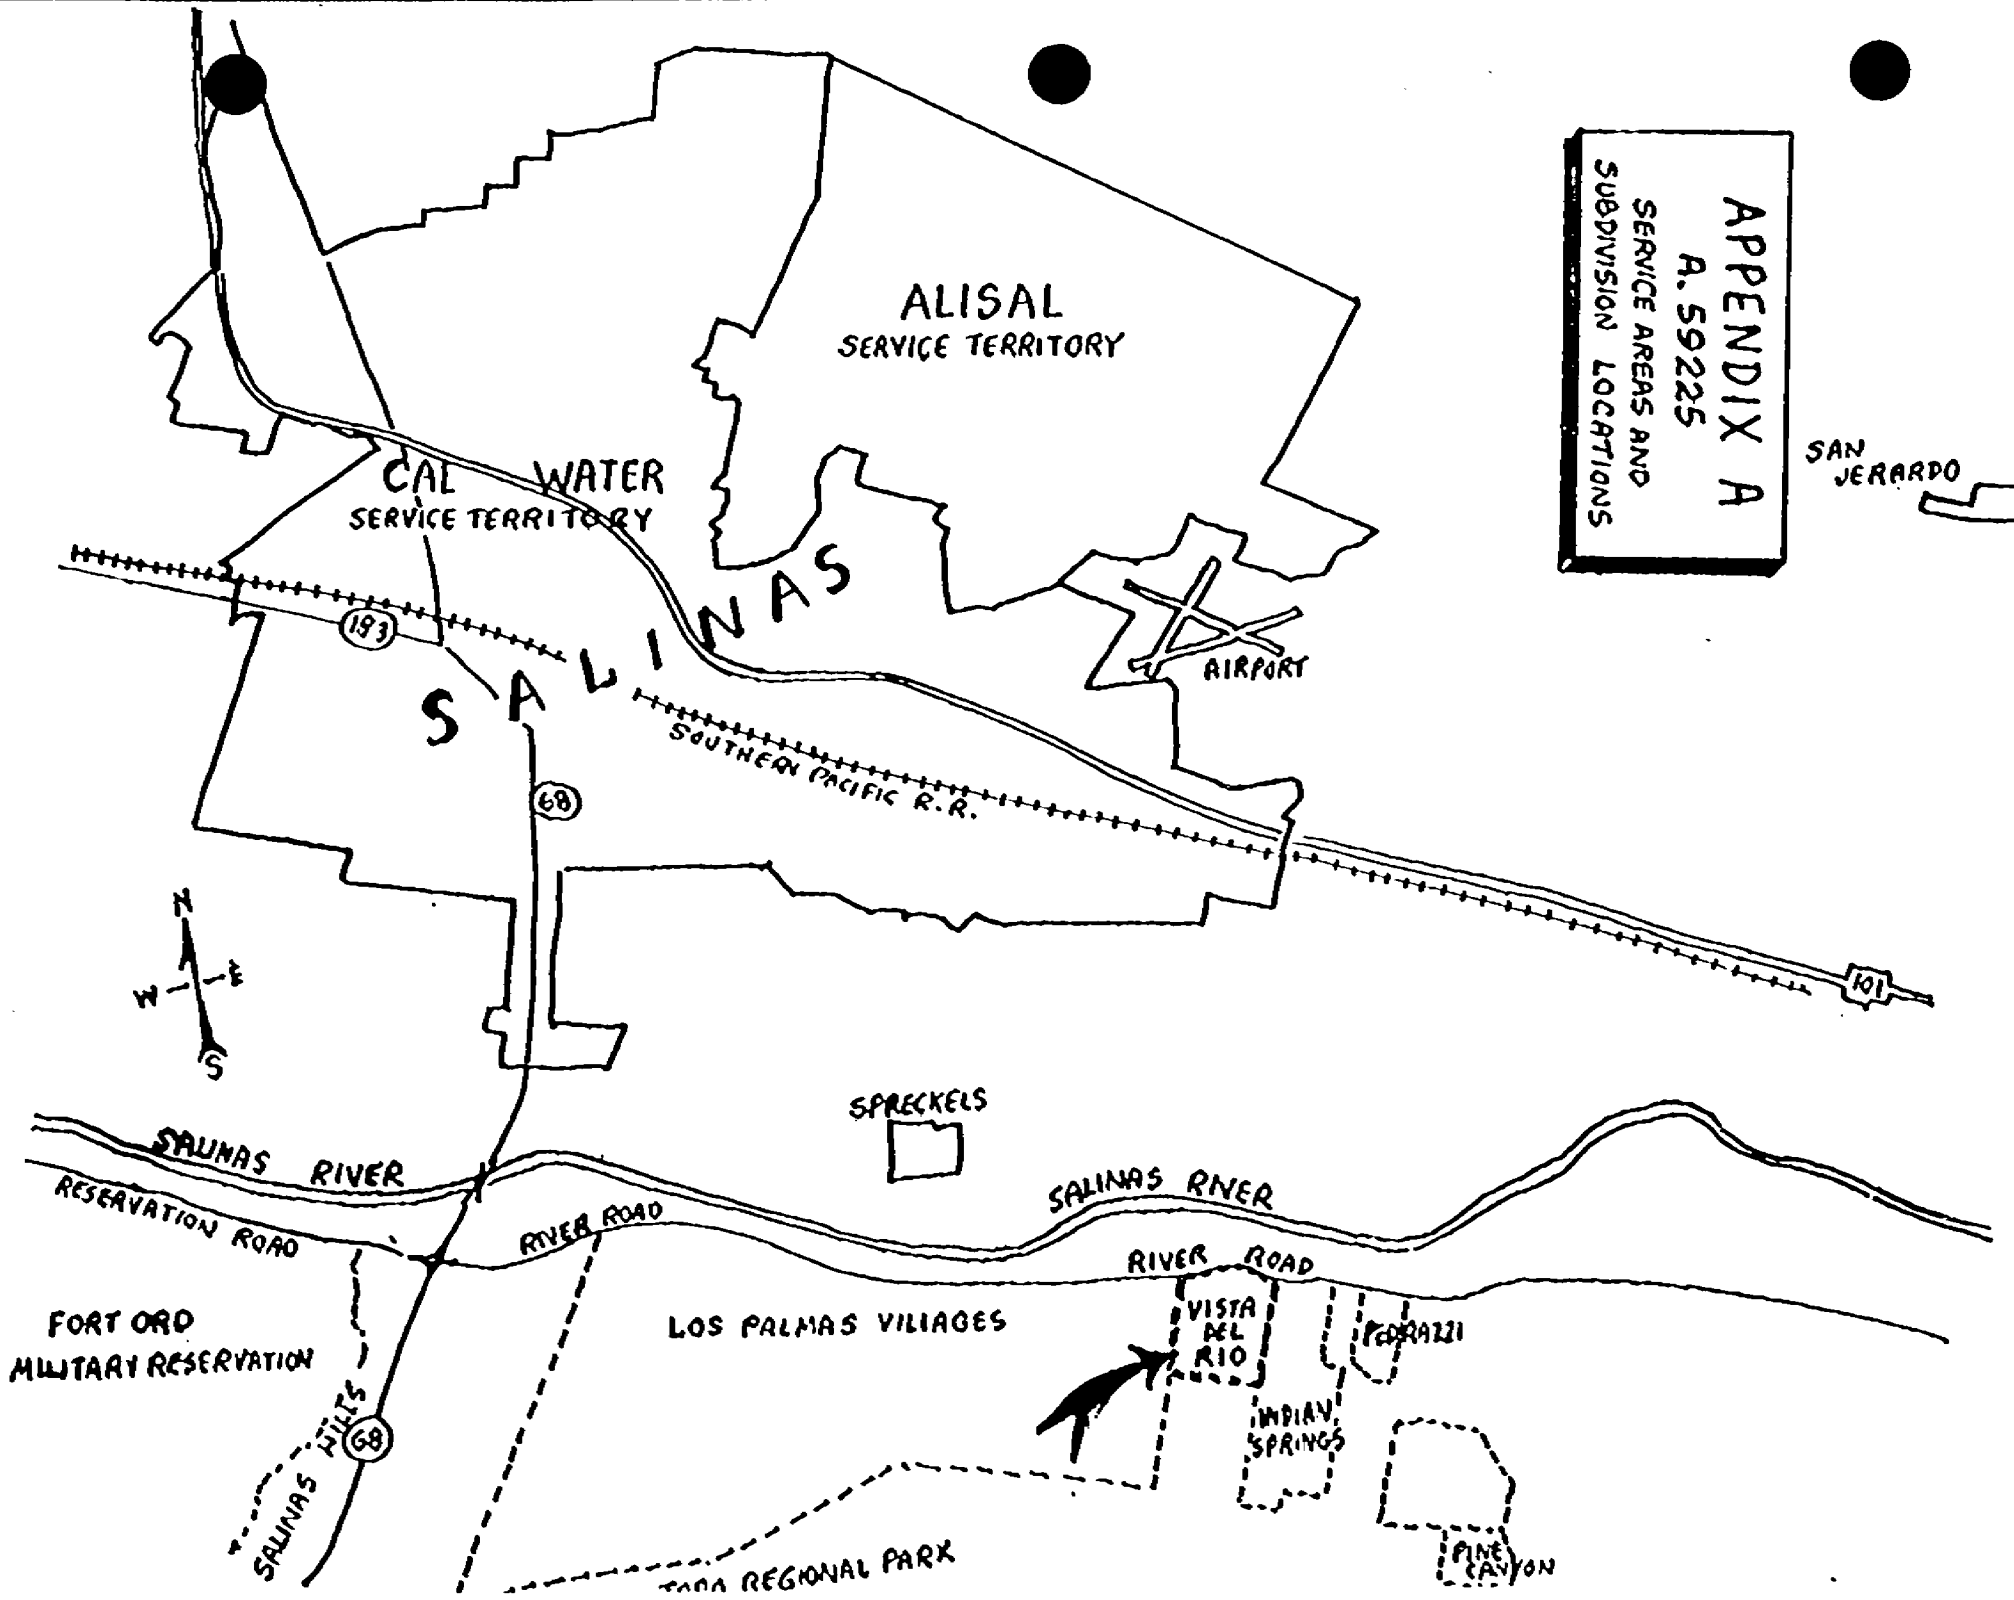 APPENDIX A
A.59225
SERVICE AREAS AND
SUBDIVISION LOCATIONS
ALISAL
SERVICE TERRITORY
SAN
JERARDO
CAL WATER
SERVICE TERRITORY
SALINAS
183
AIRPORT
SOUTHERN PACIFIC R.R.
68
N
W E
S
101
SPRECKELS
SALINAS RIVER
SALINAS RIVER
RESERVATION ROAD
RIVER ROAD
RIVER ROAD
FORT ORD
MILITARY RESERVATION
LOS PALMAS VILLAGES
VISTA
DEL
RIO
PEDRAZZI
INDIAN
SPRINGS
SALINAS HILLS
68
PINE
CANYON
REGIONAL PARK